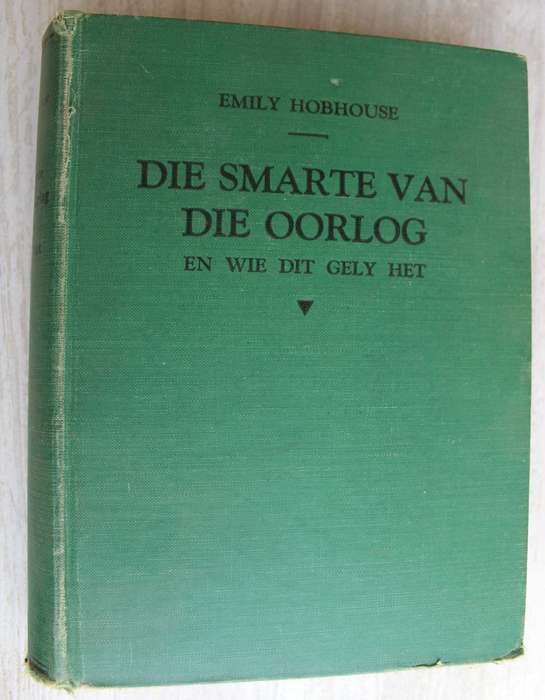 EMILY HOBHOUSE
DIE SMARTE VAN
DIE OORLOG
EN WIE DIT GELY HET